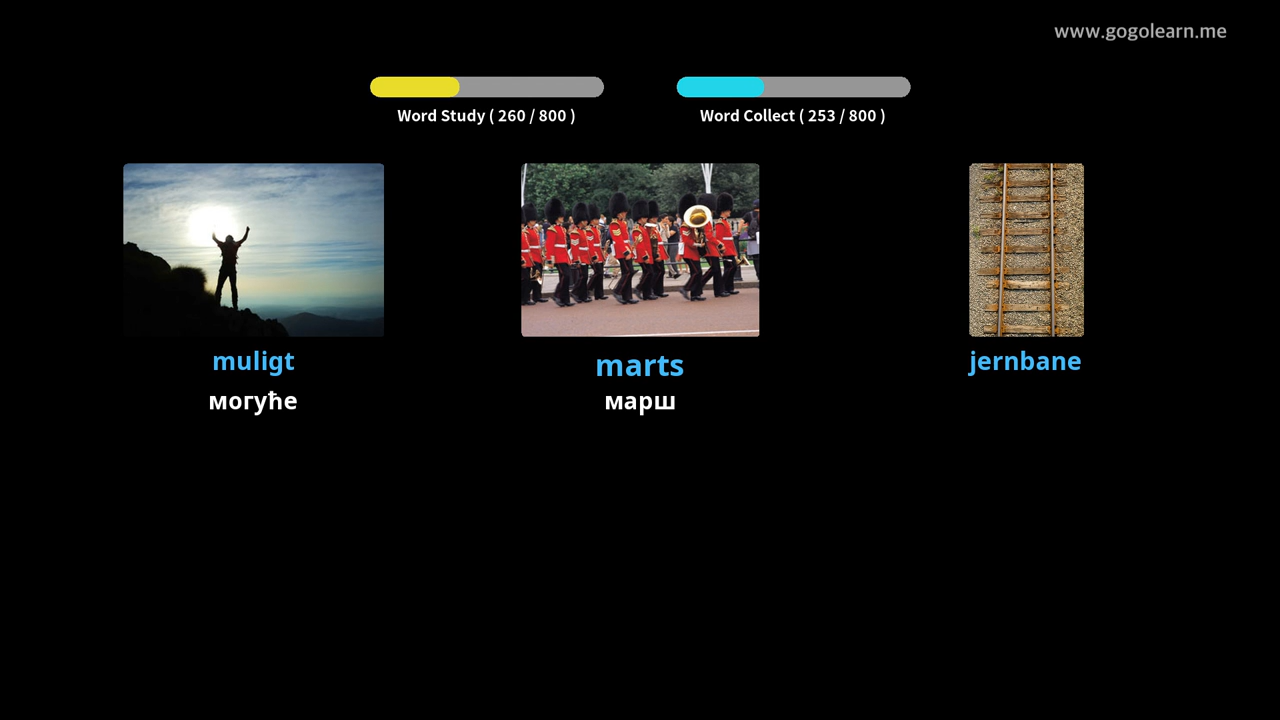 www.gogolearn.me
Word Study ( 260 / 800 )
Word Collect ( 253 / 800 )
muligt
marts
jernbane
могуће
марш